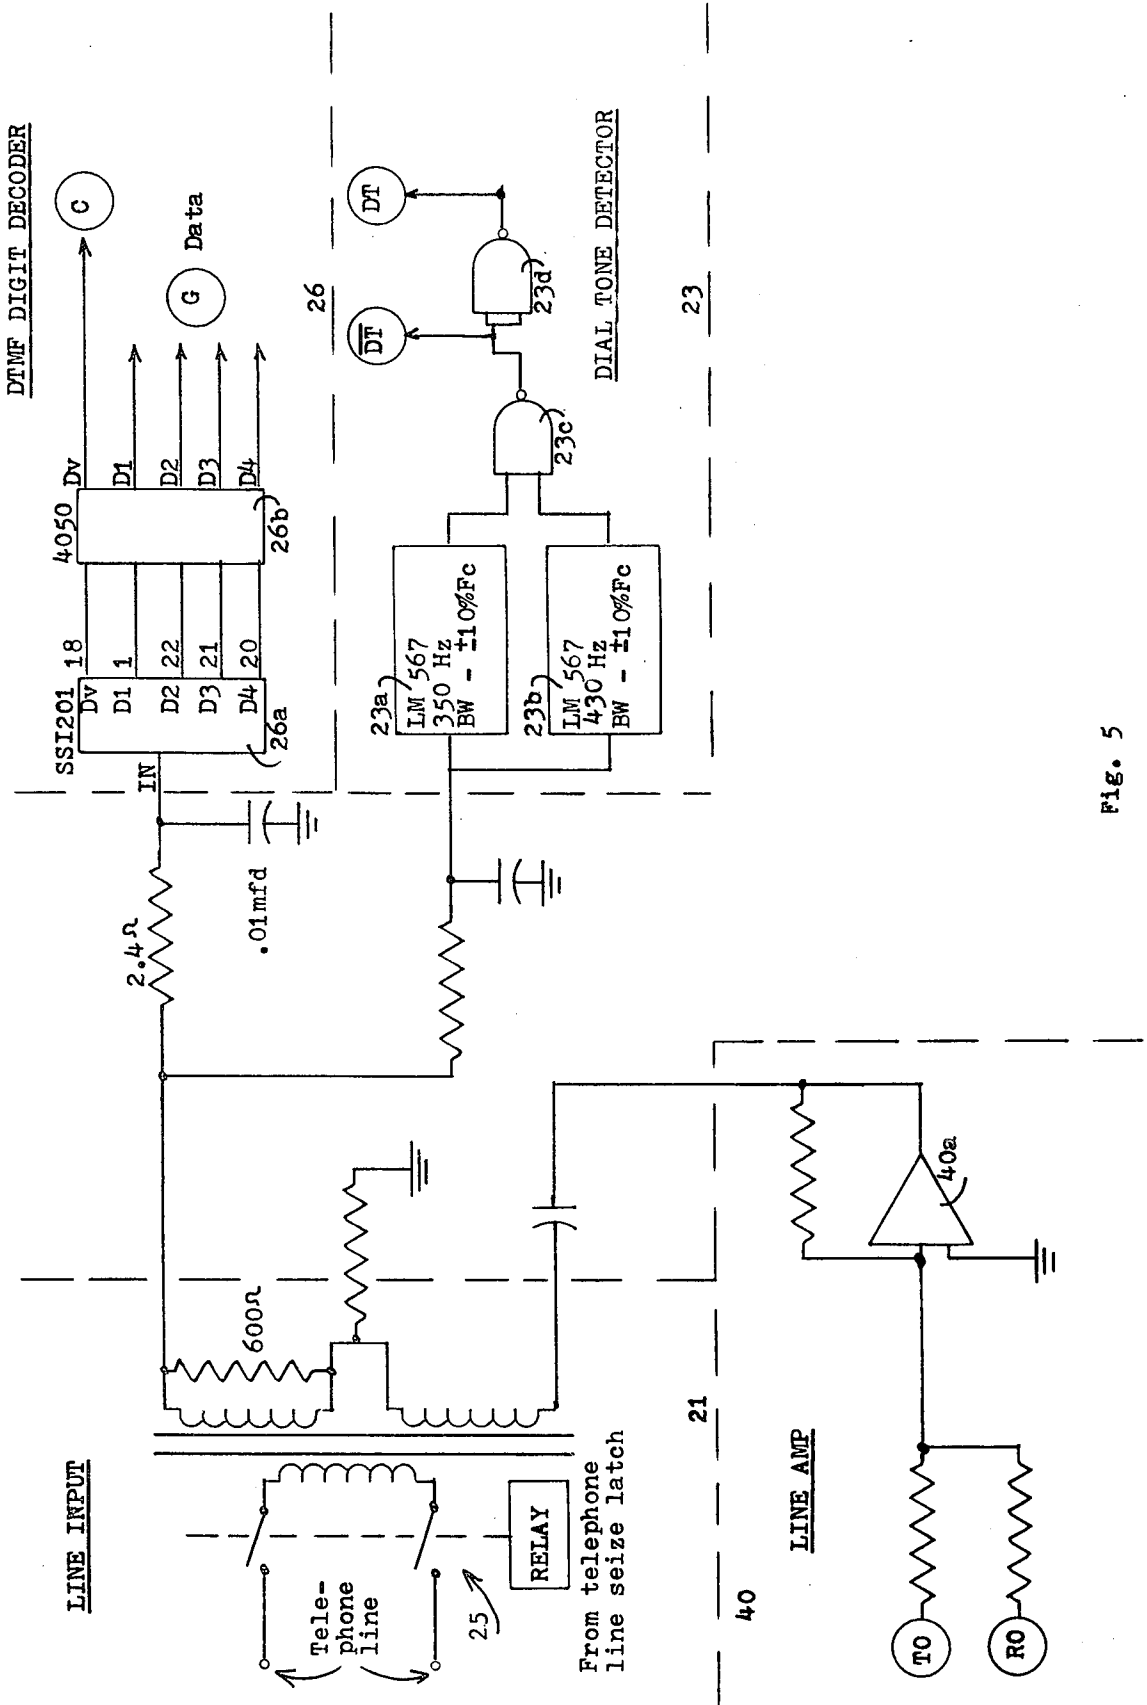 LINE INPUT
Tele-
phone
line
25
RELAY
From telephone
line seize latch
600Ω
21
LINE AMP
40
TO
RO
40a
2.4Ω
.01mfd
DTMF DIGIT DECODER
SSI201
IN
Dv
D1
D2
D3
D4
26a
18
1
22
21
20
4050
Dv
D1
D2
D3
D4
26b
C
G
Data
26
23a
LM 567
350 Hz
BW - ±10%Fc
23b
LM 567
430 Hz
BW - ±10%Fc
23c
23d
D̅T̅
DT
DIAL TONE DETECTOR
23
Fig. 5